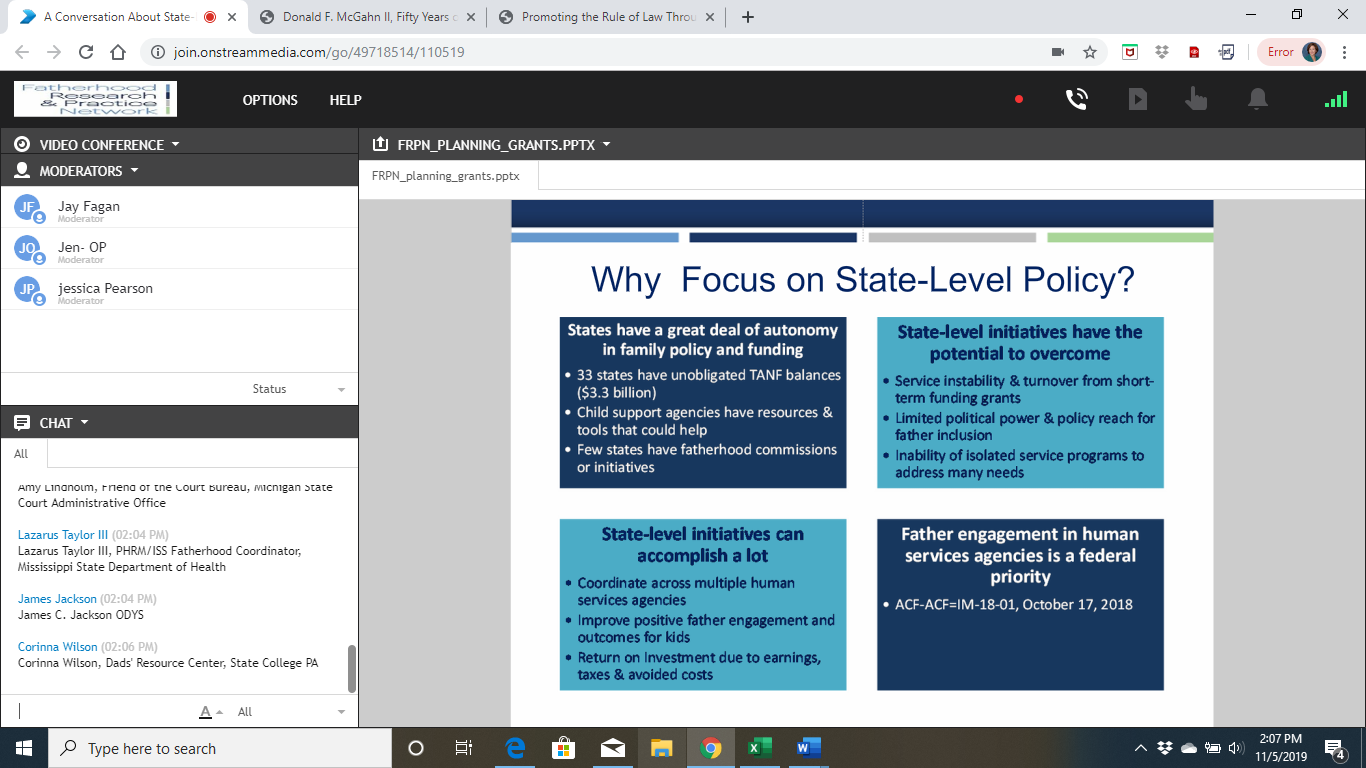 A Conversation About State-
Donald F. McGahn II, Fifty Years o
Promoting the Rule of Law Throu
join.onstreammedia.com/go/49718514/110519
Error
Fatherhood
Research
& Practice
Network
OPTIONS
HELP
VIDEO CONFERENCE
MODERATORS
JF
Jay Fagan
Moderator
JO
Jen- OP
Moderator
JP
jessica Pearson
Moderator
Status
CHAT
All
Amy Lindholm, Friend of the Court Bureau, Michigan State
Court Administrative Office
Lazarus Taylor III (02:04 PM)
Lazarus Taylor III, PHRM/ISS Fatherhood Coordinator,
Mississippi State Department of Health
James Jackson (02:04 PM)
James C. Jackson ODYS
Corinna Wilson (02:06 PM)
Corinna Wilson, Dads' Resource Center, State College PA
A
All
FRPN_PLANNING_GRANTS.PPTX
FRPN_planning_grants.pptx
Why  Focus on State-Level Policy?
States have a great deal of autonomy
in family policy and funding
• 33 states have unobligated TANF balances
($3.3 billion)
• Child support agencies have resources &
tools that could help
• Few states have fatherhood commissions
or initiatives
State-level initiatives have the
potential to overcome
• Service instability & turnover from short-
term funding grants
• Limited political power & policy reach for
father inclusion
• Inability of isolated service programs to
address many needs
State-level initiatives can
accomplish a lot
• Coordinate across multiple human
services agencies
• Improve positive father engagement and
outcomes for kids
• Return on Investment due to earnings,
taxes & avoided costs
Father engagement in human
services agencies is a federal
priority
• ACF-ACF=IM-18-01, October 17, 2018
Type here to search
2:07 PM
11/5/2019
4